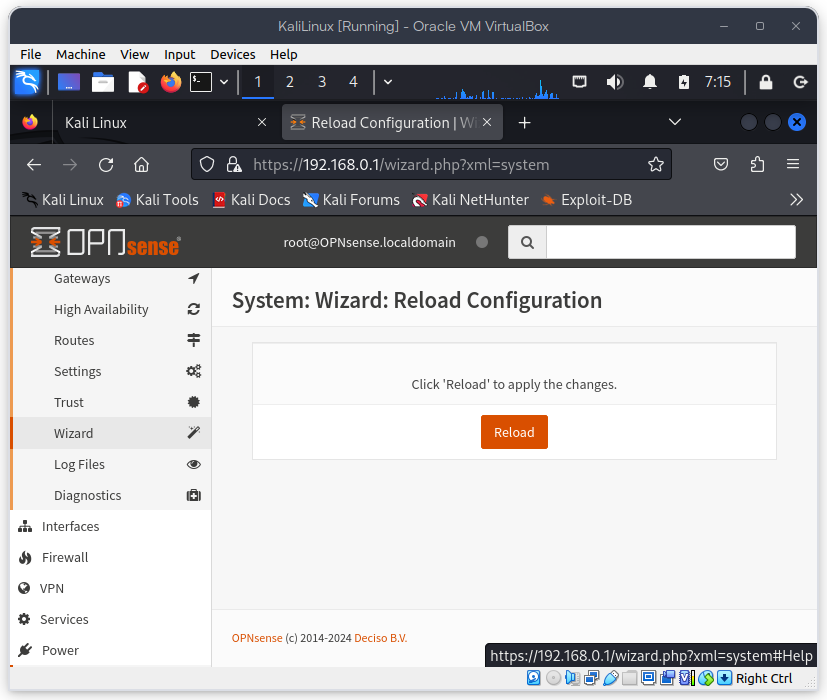 KaliLinux [Running] - Oracle VM VirtualBox
File Machine View Input Devices Help
1 2 3 4 7:15
Kali Linux Reload Configuration | W
https://192.168.0.1/wizard.php?xml=system
Kali Linux Kali Tools Kali Docs Kali Forums Kali NetHunter Exploit-DB
OPNsense root@OPNsense.localdomain
Gateways
High Availability
Routes
Settings
Trust
Wizard
Log Files
Diagnostics
Interfaces
Firewall
VPN
Services
Power
System: Wizard: Reload Configuration
Click 'Reload' to apply the changes.
Reload
OPNsense (c) 2014-2024 Deciso B.V.
https://192.168.0.1/wizard.php?xml=system#Help
Right Ctrl